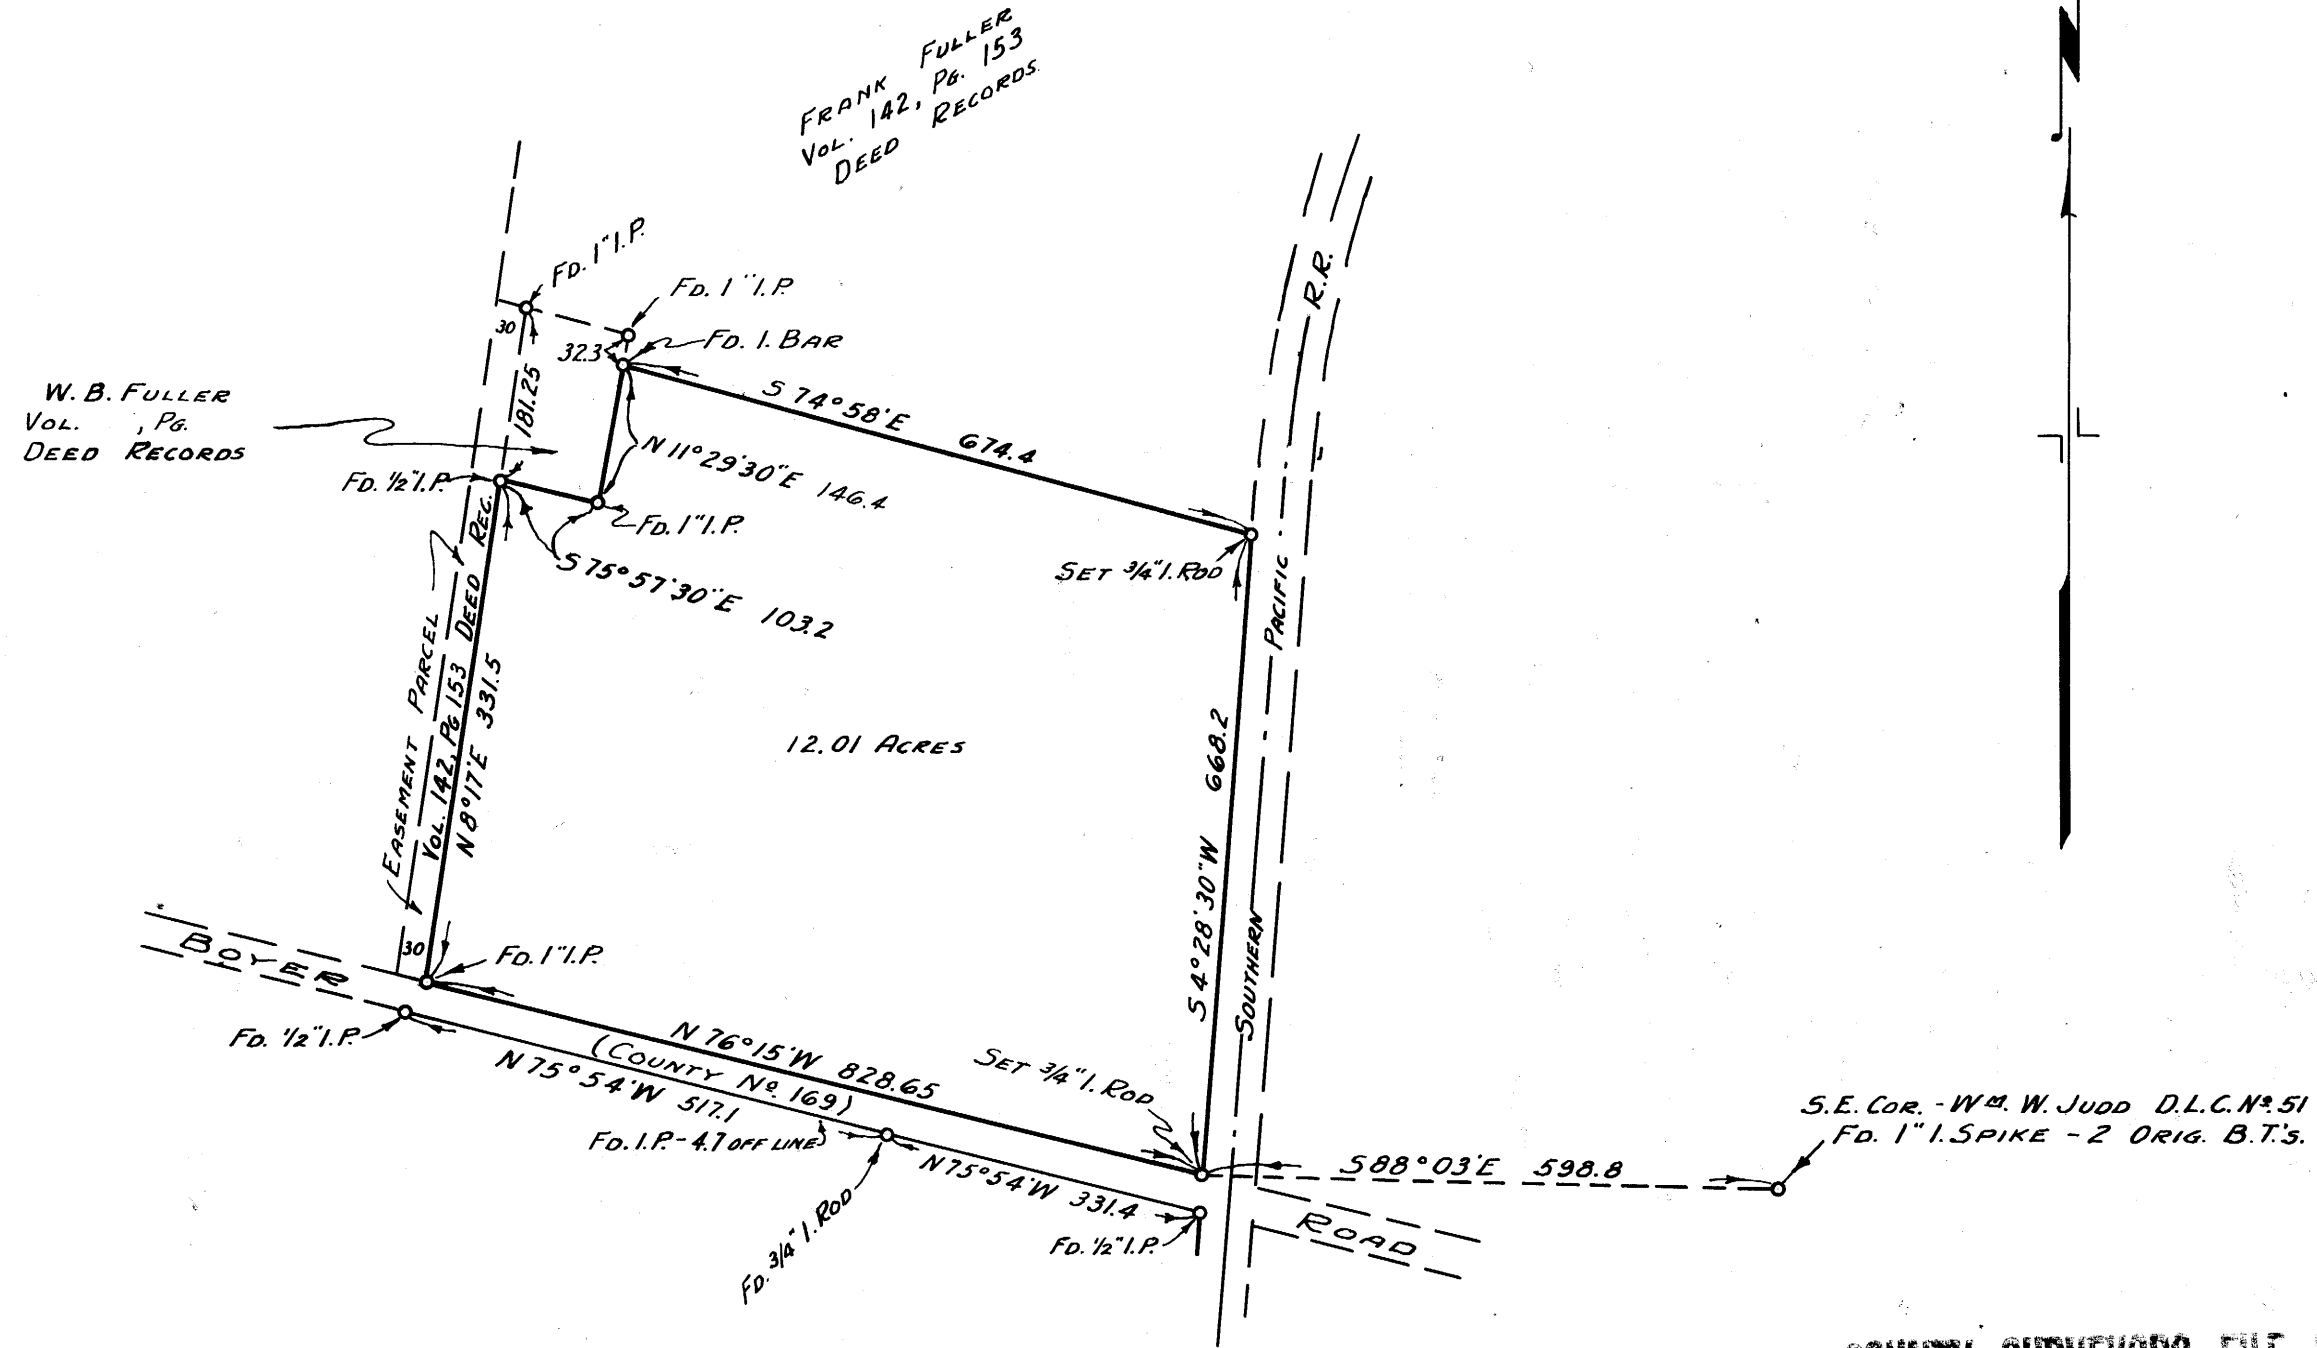 N
FRANK FULLER
VOL. 142, PG. 153
DEED RECORDS.
FD. 1" I.P.
FD. 1" I.P.
30
32.3
FD. I. BAR
181.25
S 74°58'E 674.4
W. B. FULLER
VOL. , PG.
DEED RECORDS
N 11°29'30"E 146.4
FD. 1/2" I.P.
FD. 1" I.P.
S 75°57'30"E 103.2
SET 3/4" I. ROD
R.R.
PACIFIC
SOUTHERN
EASEMENT PARCEL
VOL. 142, PG 153 DEED REC.
N 8°17'E 331.5
12.01 ACRES
S 4°28'30"W 668.2
30
FD. 1" I.P.
BOYER
FD. 1/2" I.P.
N 76°15'W 828.65
(COUNTY Nº. 169)
N 75°54'W 517.1
FD. I.P. - 4.7 OFF LINE
SET 3/4" I. ROD
N 75°54'W 331.4
FD. 3/4" I. ROD
FD. 1/2" I.P.
ROAD
S 88°03'E 598.8
S.E. COR. - WM. W. JUDD D.L.C. Nº 51
FD. 1" I. SPIKE - 2 ORIG. B.T.'s.